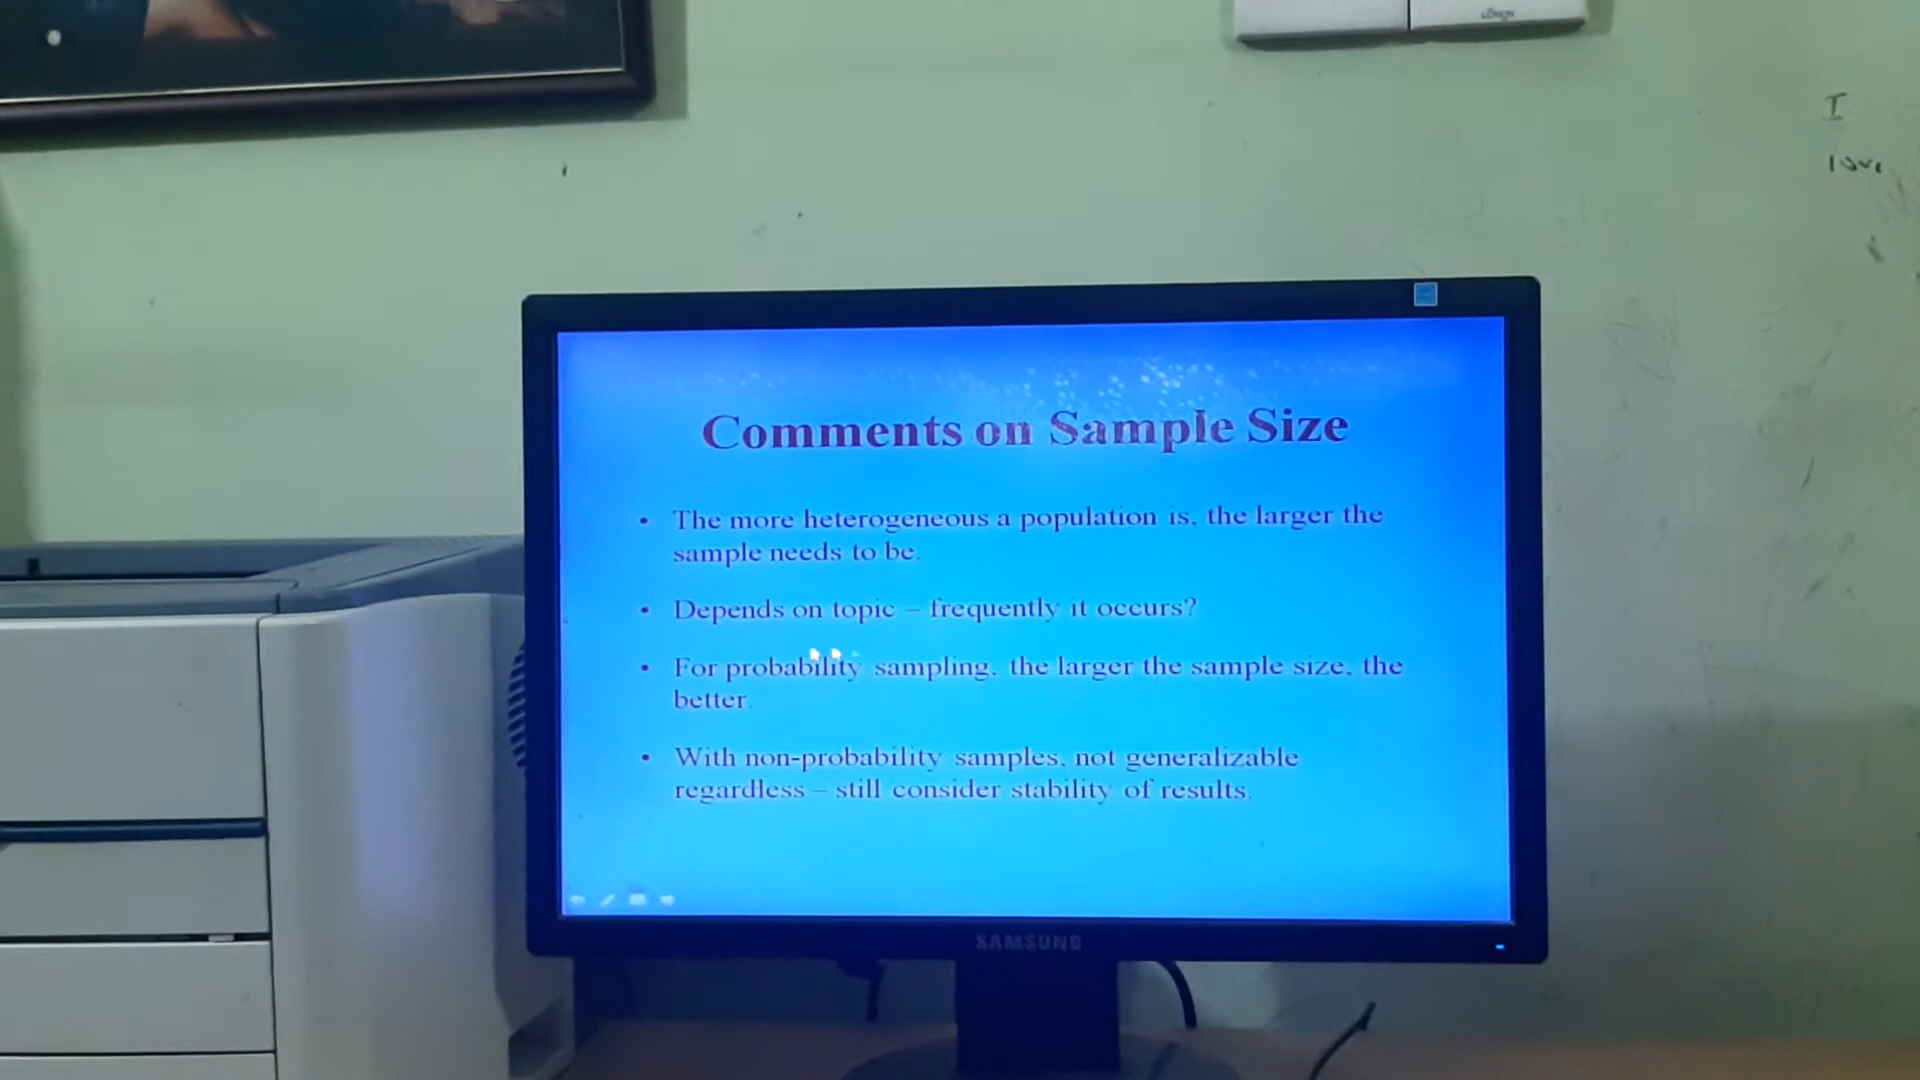 LONON
I
love
Comments on Sample Size
• The more heterogeneous a population is, the larger the
sample needs to be.
• Depends on topic – frequently it occurs?
• For probability sampling, the larger the sample size, the
better.
• With non-probability samples, not generalizable
regardless – still consider stability of results.
SAMSUNG